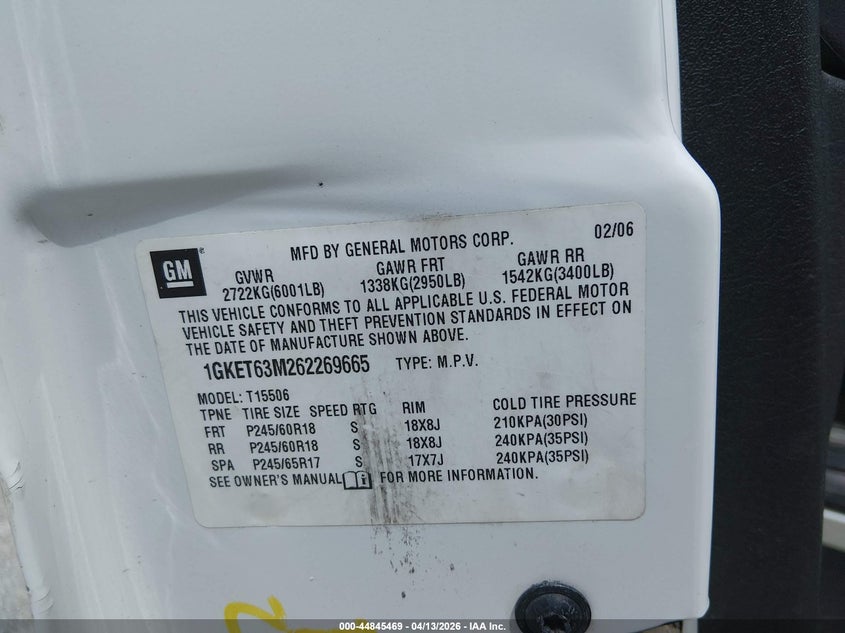 MFD BY GENERAL MOTORS CORP. 02/06
GM ®
GVWR GAWR FRT GAWR RR
2722KG(6001LB) 1338KG(2950LB) 1542KG(3400LB)
THIS VEHICLE CONFORMS TO ALL APPLICABLE U.S. FEDERAL MOTOR
VEHICLE SAFETY AND THEFT PREVENTION STANDARDS IN EFFECT ON
THE DATE OF MANUFACTURE SHOWN ABOVE.
1GKET63M262269665 TYPE: M.P.V.
MODEL: T15506
TPNE TIRE SIZE SPEED RTG RIM COLD TIRE PRESSURE
FRT P245/60R18 S 18X8J 210KPA(30PSI)
RR P245/60R18 S 18X8J 240KPA(35PSI)
SPA P245/65R17 S 17X7J 240KPA(35PSI)
SEE OWNER'S MANUAL FOR MORE INFORMATION.
000-44845469 - 04/13/2026 - IAA Inc.